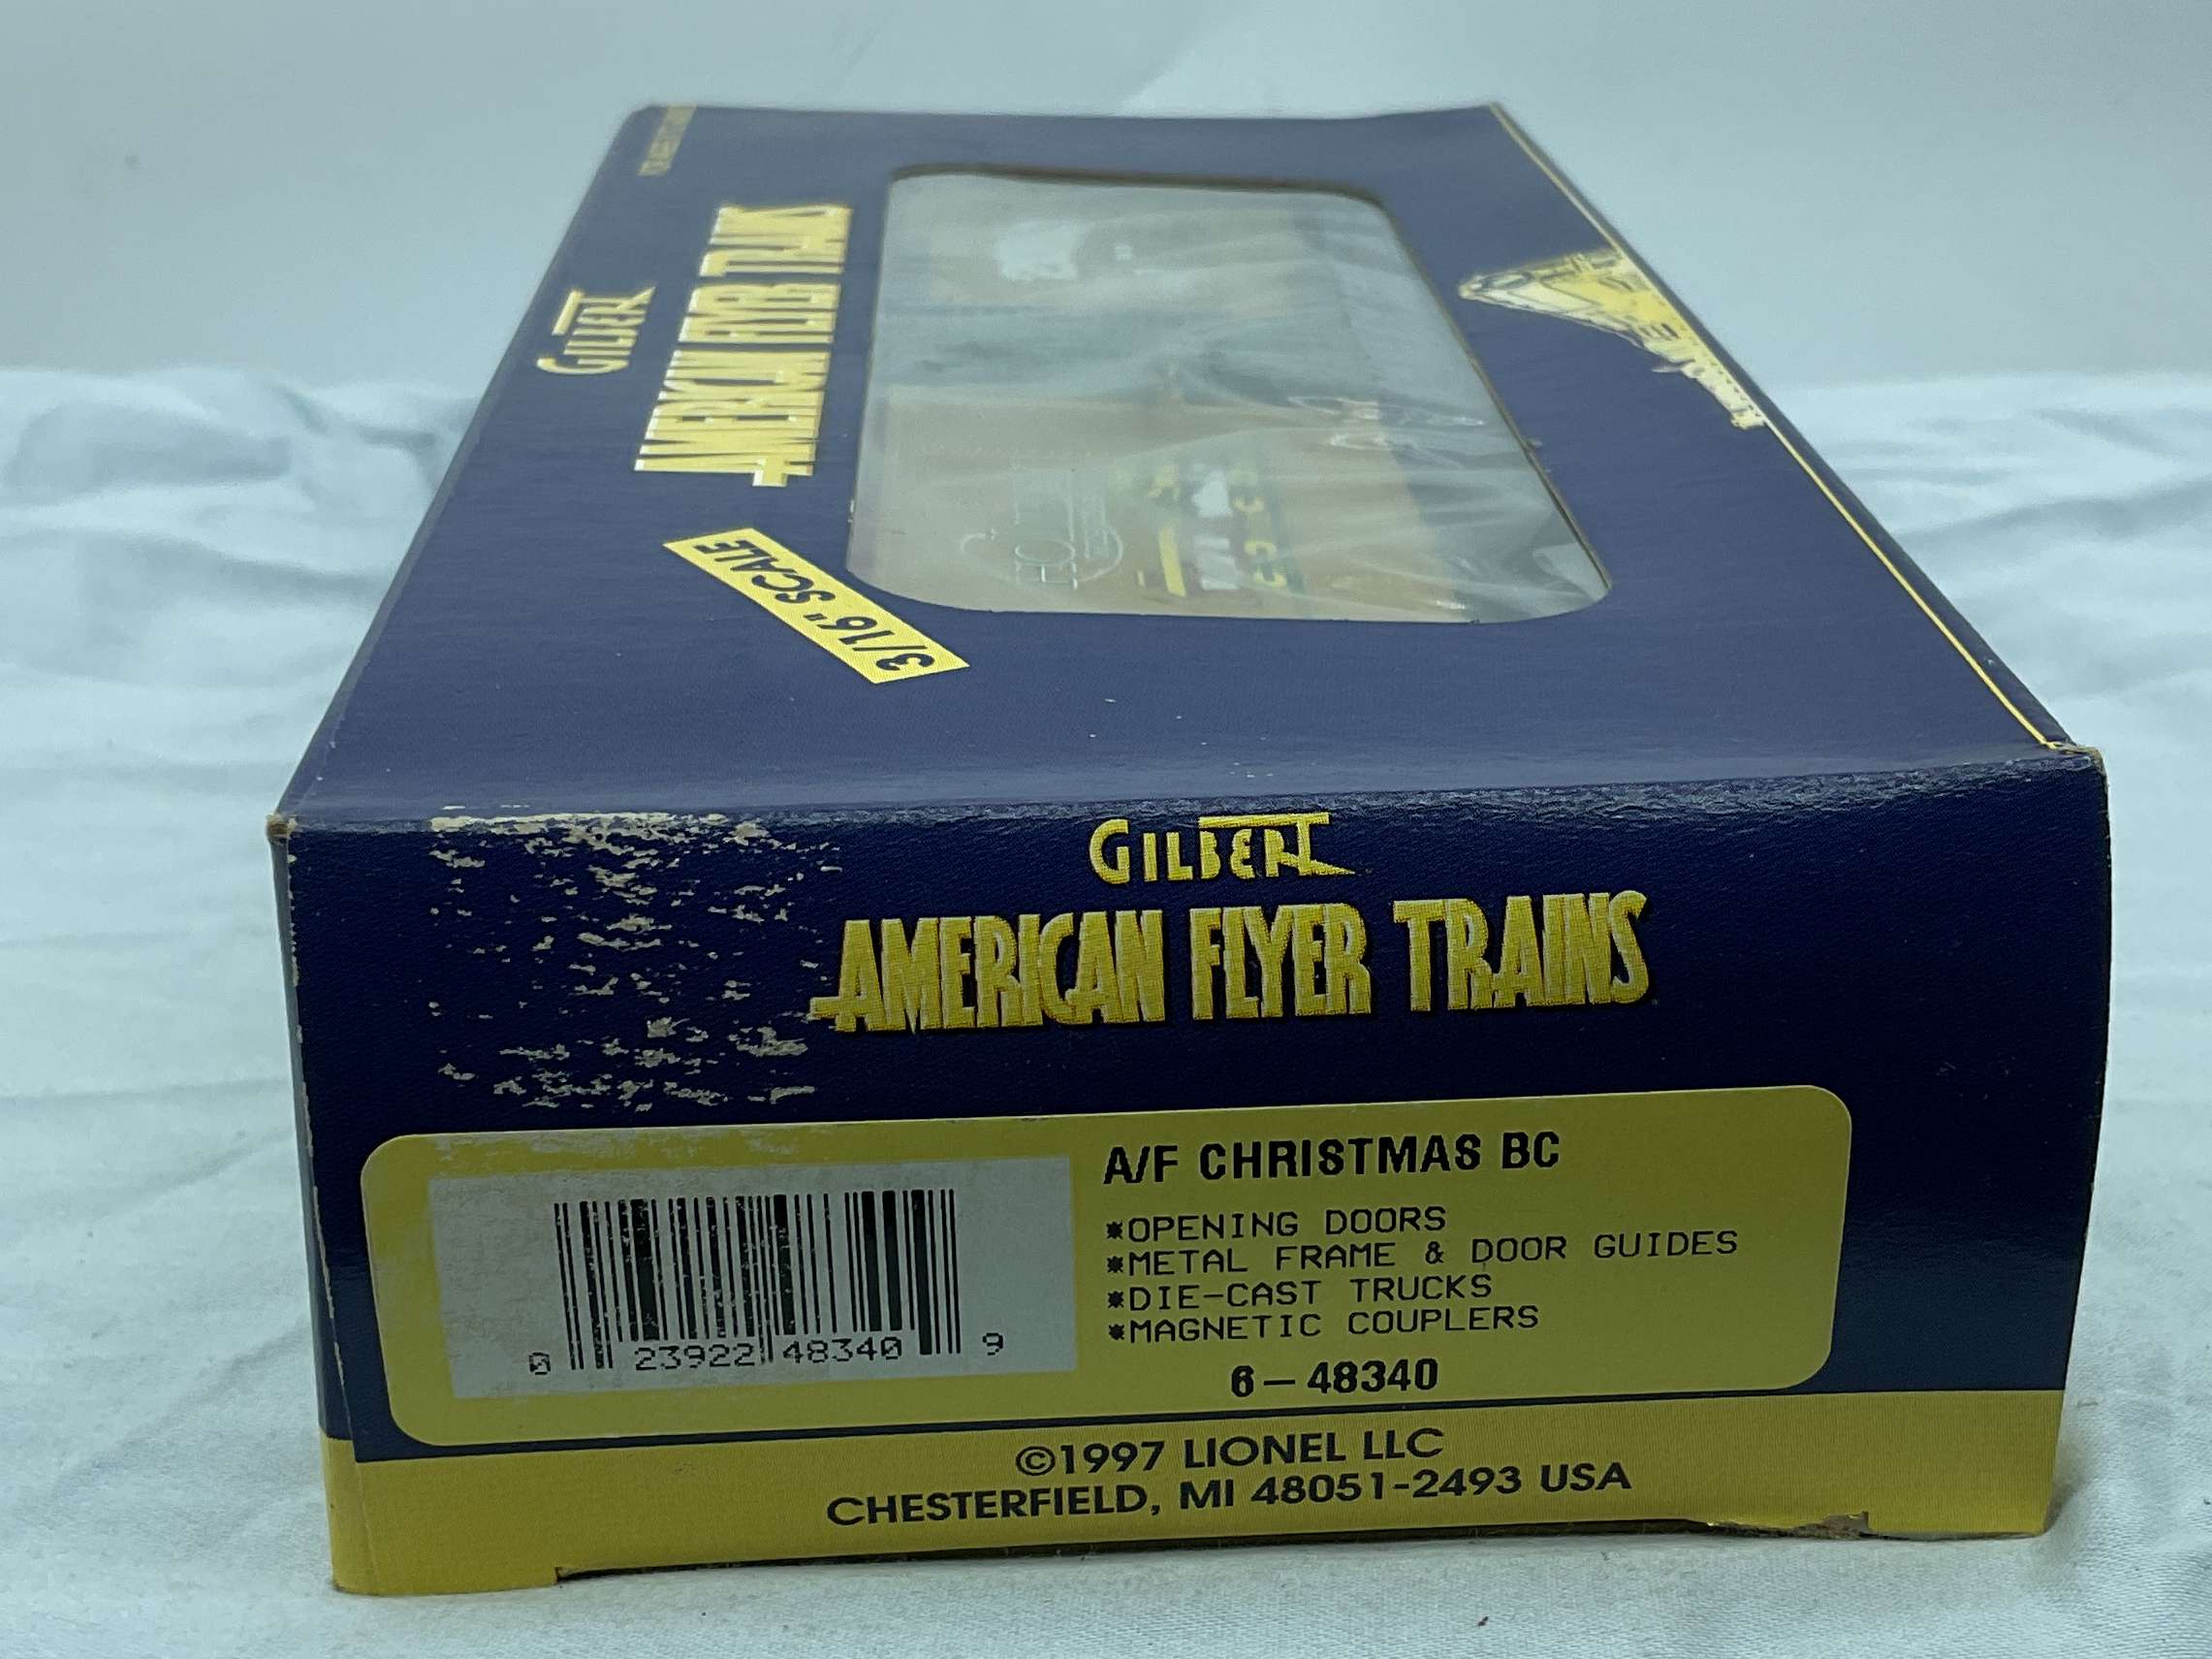 GILBERT
AMERICAN FLYER TRAINS
3/16" SCALE
GILBERT
AMERICAN FLYER TRAINS
A/F CHRISTMAS BC
*OPENING DOORS
*METAL FRAME & DOOR GUIDES
*DIE-CAST TRUCKS
*MAGNETIC COUPLERS
6-48340
0 23922 48340 9
©1997 LIONEL LLC
CHESTERFIELD, MI 48051-2493 USA